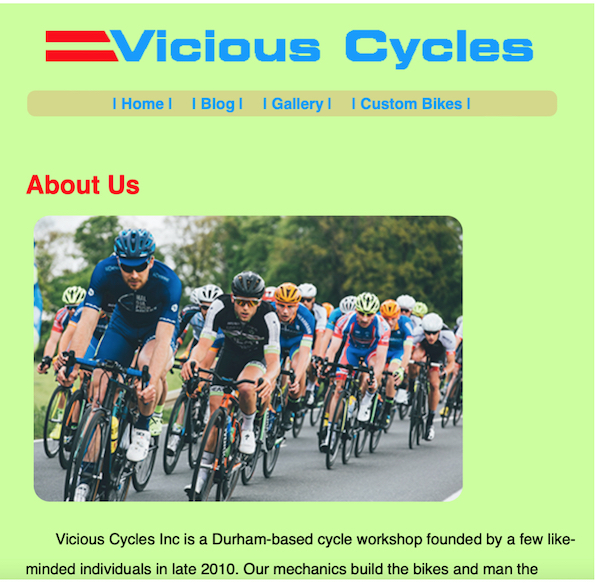 Vicious Cycles
| Home |   | Blog |   | Gallery |   | Custom Bikes |
About Us
Vicious Cycles Inc is a Durham-based cycle workshop founded by a few like-
minded individuals in late 2010. Our mechanics build the bikes and man the